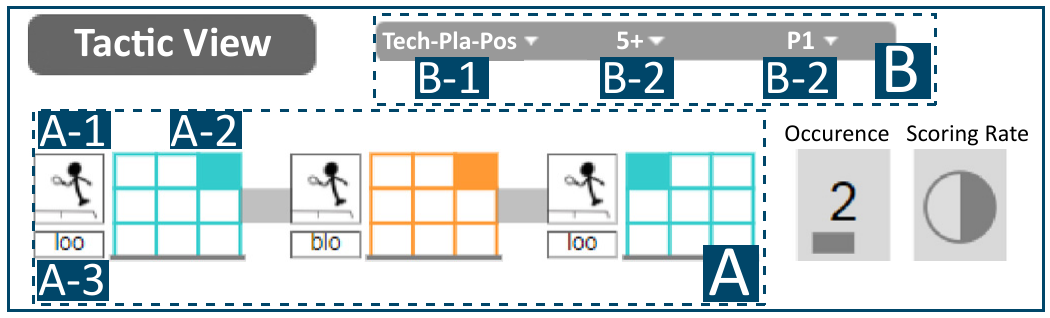 Tactic View
Tech-Pla-Pos 5+ P1
B-1 B-2 B-2 B
A-1 A-2
Occurence Scoring Rate
2
loo blo loo
A-3 A